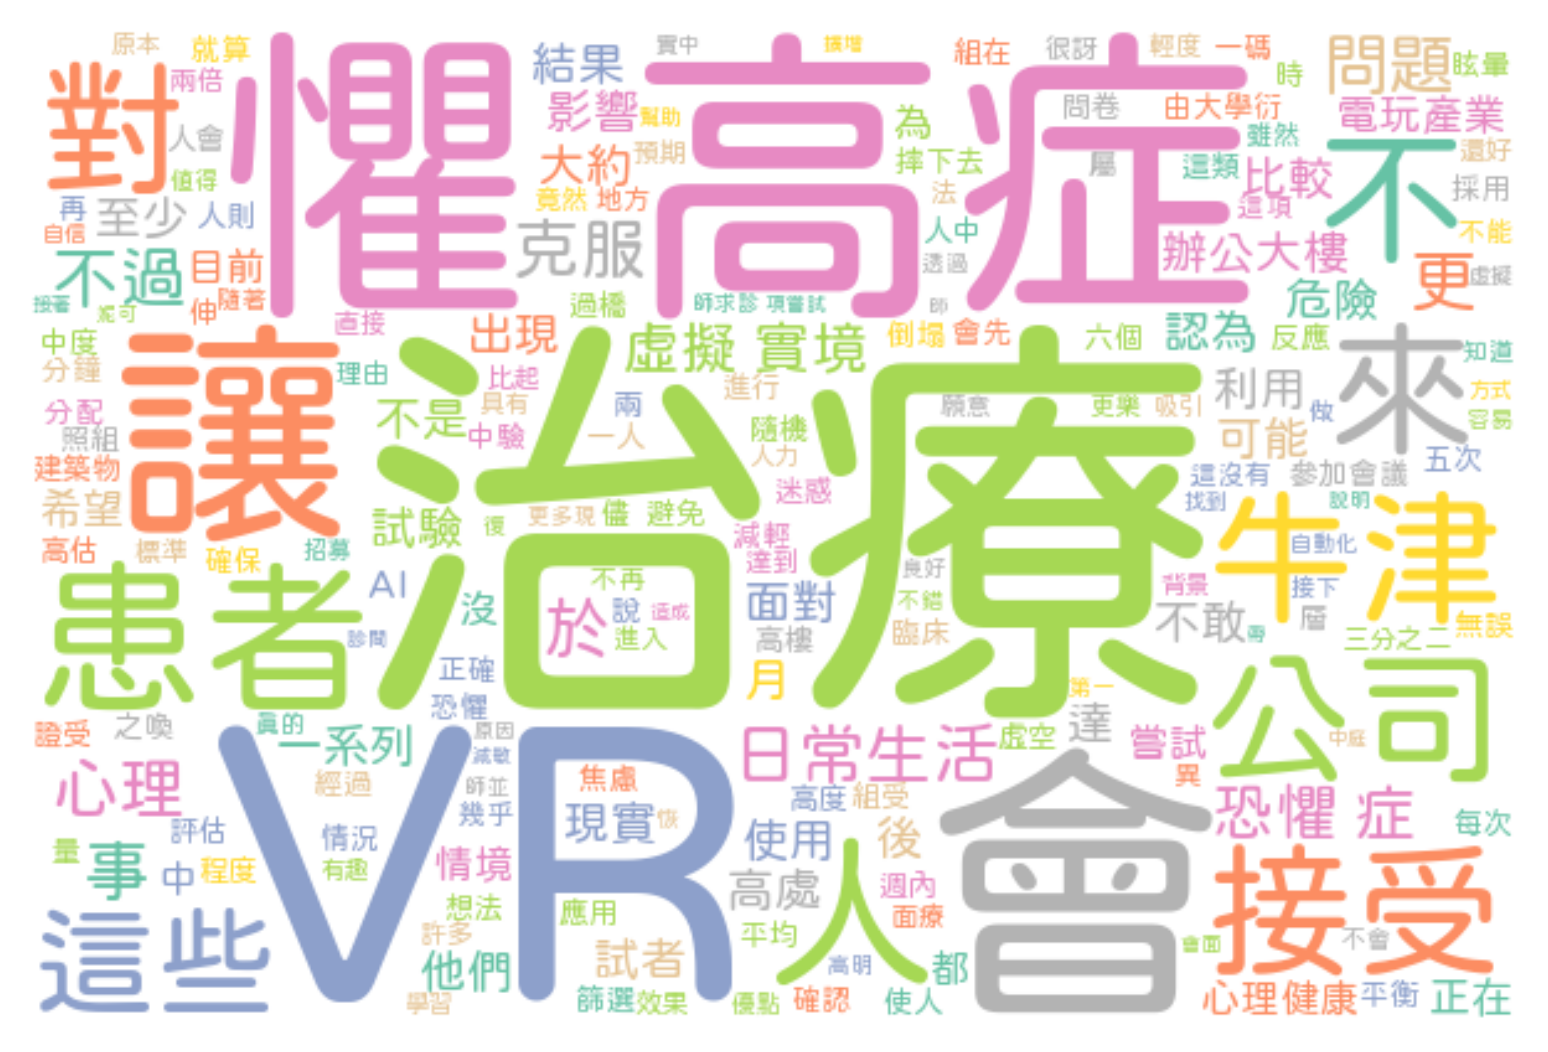 原本
就算
兩倍
對
懼高症
結果
實中
擴增
組在
很訝
輕度
一碼
時
問題
眩暈
人會
值得
影響
幫助
大約
預期
竟然
地方
為
摔下去
法
問卷
屬
由大學衍
雖然
這類
比較
這項
電玩產業
不
還好
採用
不能
再
至少
人則
自信
克服
人中
透過
辦公大樓
危險
更
虛擬
不過
目前
伸
隨著
接著
直接
過橋
師求診
項嘗試
師
中度
分鐘
讓
理由
出現
比起
虛擬
實境
倒塌
會先
六個
認為
反應
來
知道
分配
照組
建築物
不是
具有
中驗
治療
兩
一人
進行
隨機
人力
迷惑
願意
更樂
吸引
利用
做
可能
方式
容易
這沒有
參加會議
五次
希望
高估
標準
確保
招募
試驗
復
更多現
儘
避免
減輕
達到
找到
說明
牛津
自動化
接下
患者
AI
沒
診間
不再
於
說
造成
進入
面對
高樓
良好
不錯
臨床
背景
不敢
層
無誤
三分之二
正確
恐懼
月
第一
公司
中庭
證受
之喚
真的
一系列
VR
原因
減敏
師並
幾乎
日常生活
虛空
達
嘗試
異
心理
經過
焦慮
現實
恢
高度
組受
會
恐懼
症
每次
量
事
評估
中
程度
情況
有趣
情境
使用
後
高處
人
週內
面療
接受
這些
想法
許多
他們
學習
應用
試者
篩選
效果
平均
優點
高明
確認
使人
都
會面
不會
心理健康
平衡
正在